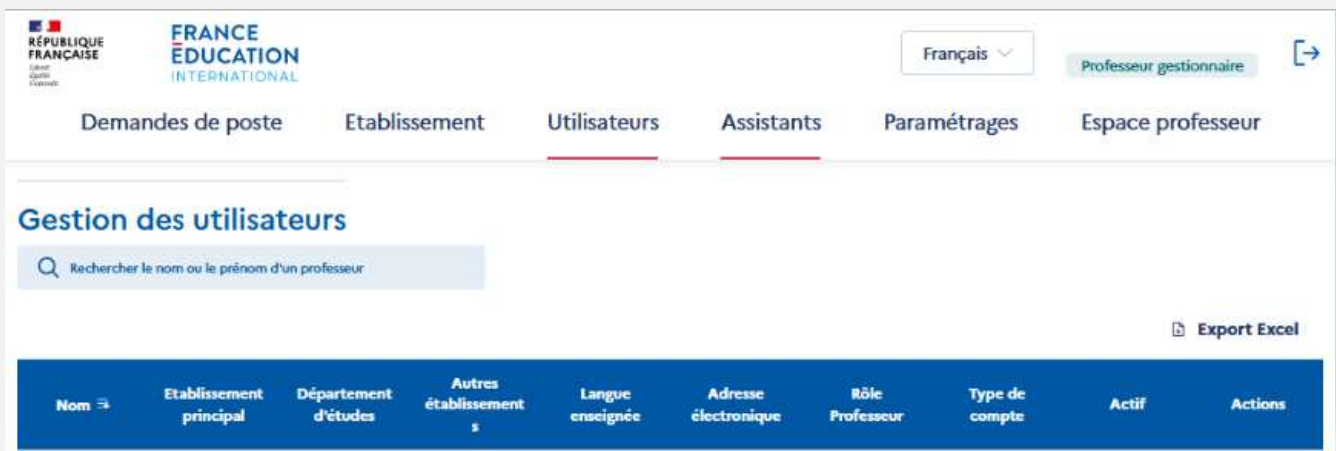 RÉPUBLIQUE
FRANÇAISE
FRANCE
ÉDUCATION
INTERNATIONAL
Français
Professeur gestionnaire
Demandes de poste Etablissement Utilisateurs Assistants Paramétrages Espace professeur
Gestion des utilisateurs
Rechercher le nom ou le prénom d'un professeur
Export Excel
Nom
Etablissement
principal
Département
d'études
Autres
établissement
s
Langue
enseignée
Adresse
électronique
Rôle
Professeur
Type de
compte
Actif
Actions